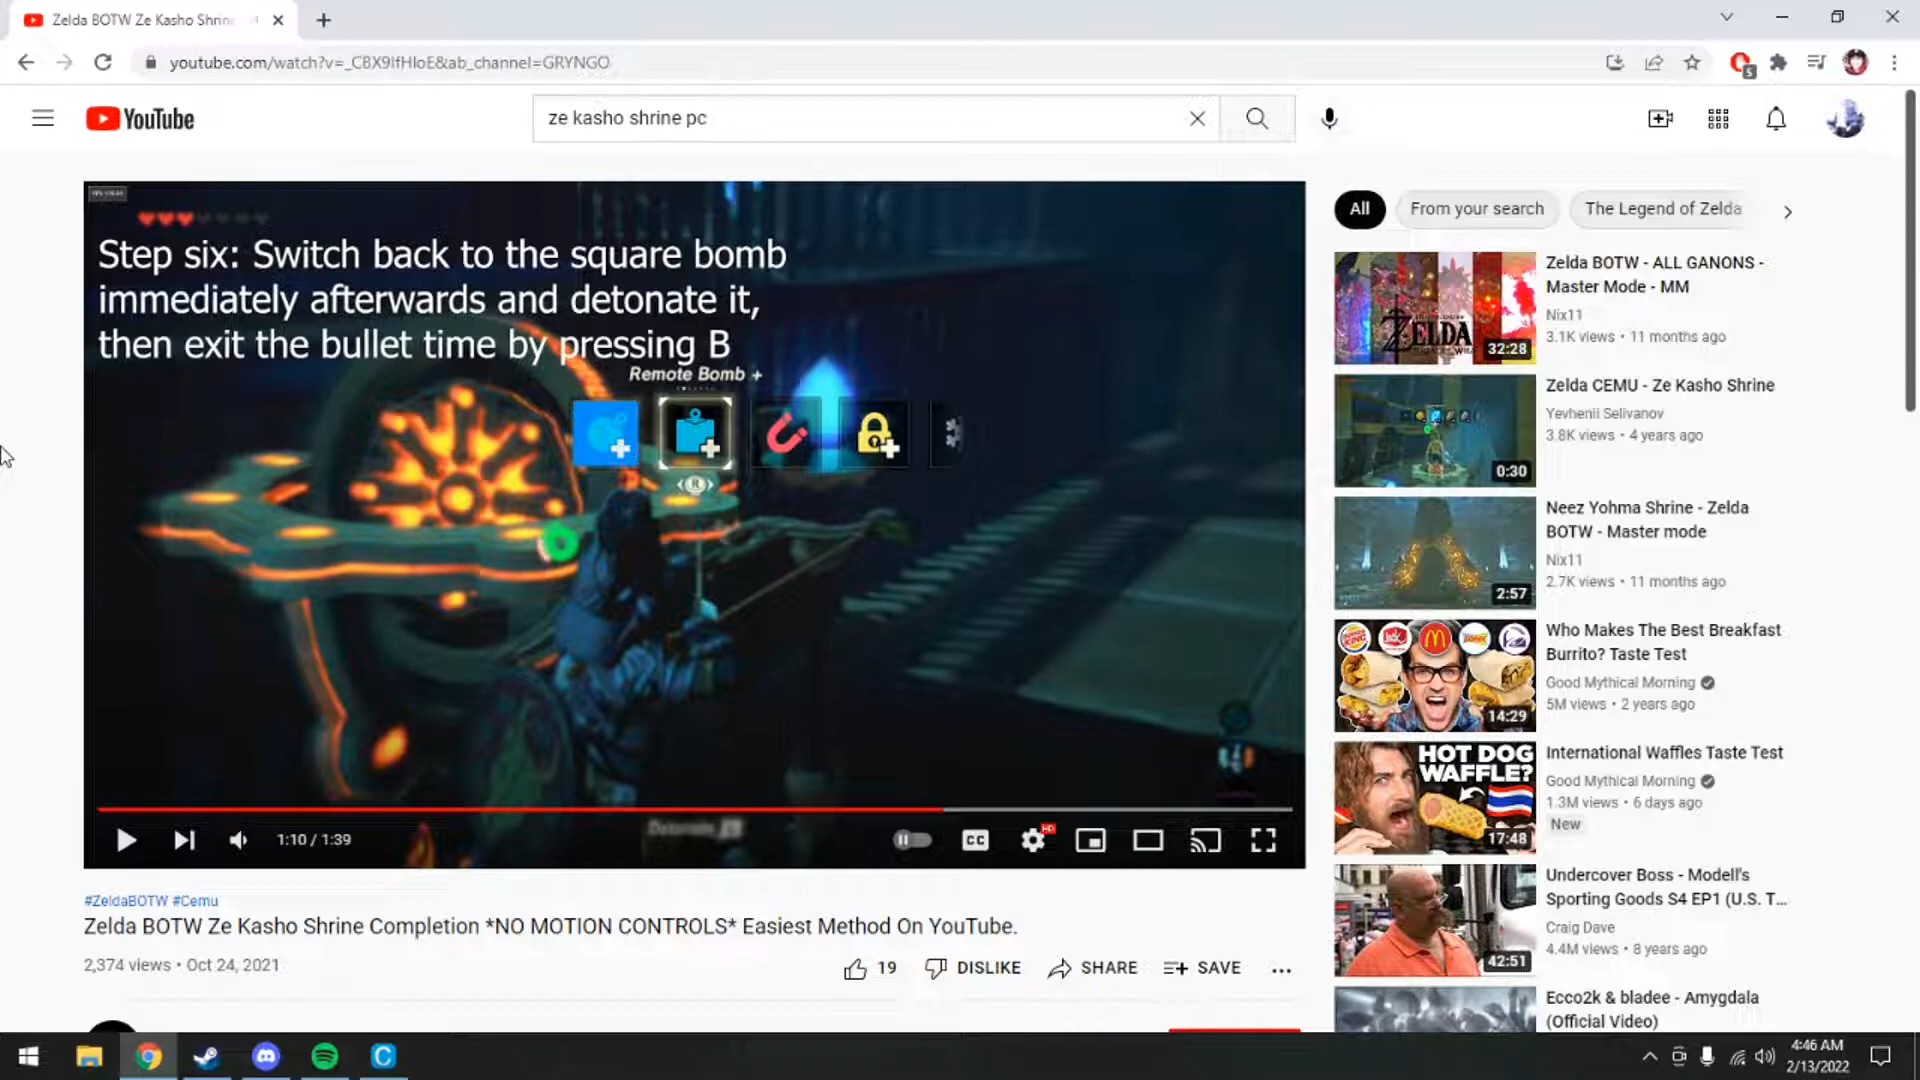 Zelda BOTW Ze Kasho Shrin
youtube.com/watch?v=_CBX9IfHIoE&ab_channel=GRYNGO
5
YouTube
ze kasho shrine pc
Step six: Switch back to the square bomb
immediately afterwards and detonate it,
then exit the bullet time by pressing B
Remote Bomb +
R
1:10 / 1:39
CC
HD
#ZeldaBOTW #Cemu
Zelda BOTW Ze Kasho Shrine Completion *NO MOTION CONTROLS* Easiest Method On YouTube.
2,374 views • Oct 24, 2021
19
DISLIKE
SHARE
SAVE
All
From your search
The Legend of Zelda
ZELDA
32:28
Zelda BOTW - ALL GANONS -
Master Mode - MM
Nix11
3.1K views • 11 months ago
0:30
Zelda CEMU - Ze Kasho Shrine
Yevhenii Selivanov
3.8K views • 4 years ago
2:57
Neez Yohma Shrine - Zelda
BOTW - Master mode
Nix11
2.7K views • 11 months ago
14:29
Who Makes The Best Breakfast
Burrito? Taste Test
Good Mythical Morning
5M views • 2 years ago
HOT DOG
WAFFLE?
17:48
International Waffles Taste Test
Good Mythical Morning
1.3M views • 6 days ago
New
42:51
Undercover Boss - Modell's
Sporting Goods S4 EP1 (U.S. T...
Craig Dave
4.4M views • 8 years ago
Ecco2k & bladee - Amygdala
(Official Video)
4:46 AM
2/13/2022